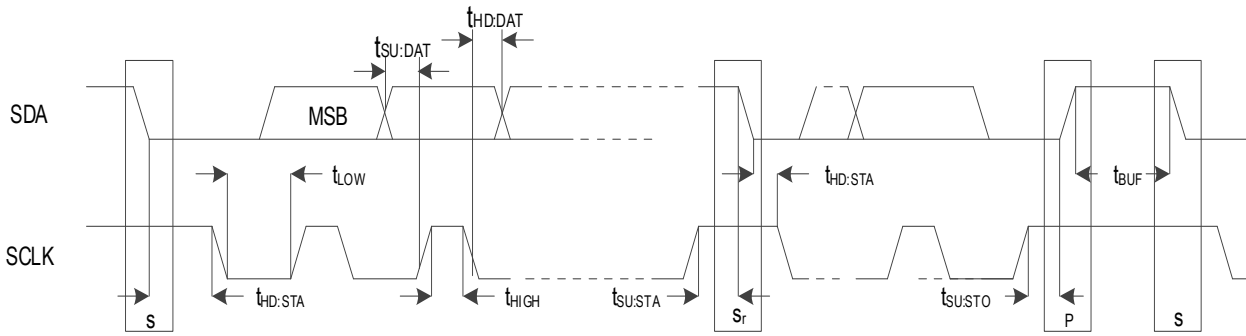 tHD:DAT
tSU:DAT
SDA
MSB
tLOW
tHD:STA
tBUF
SCLK
tHD:STA
tHIGH
tSU:STA
tSU:STO
S
Sr
P
S